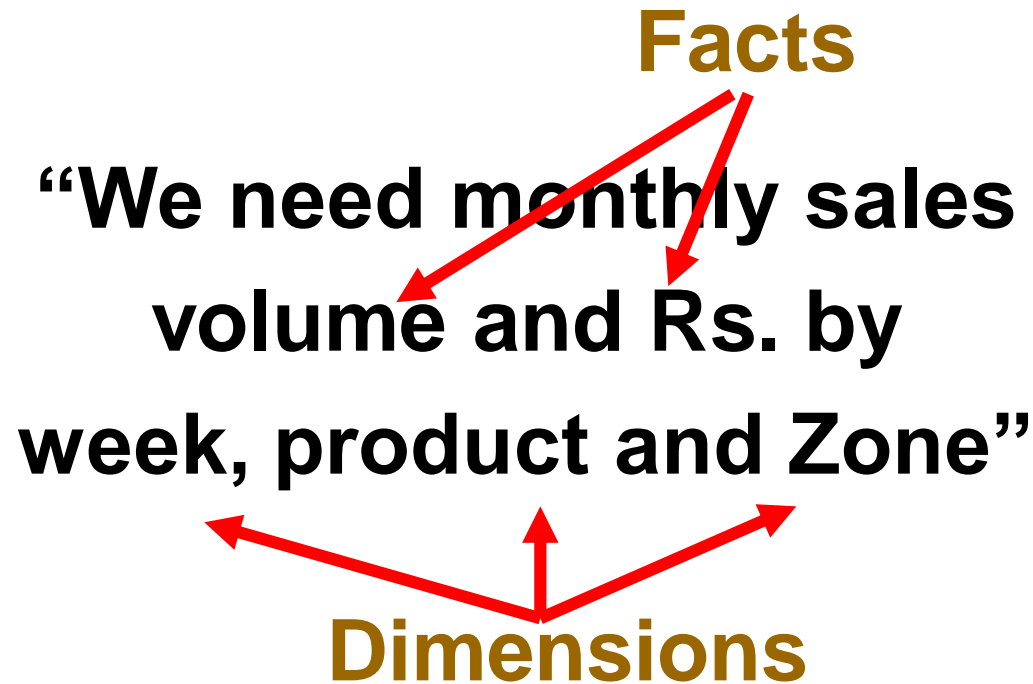 Facts
“We need monthly sales
volume and Rs. by
week, product and Zone”
Dimensions